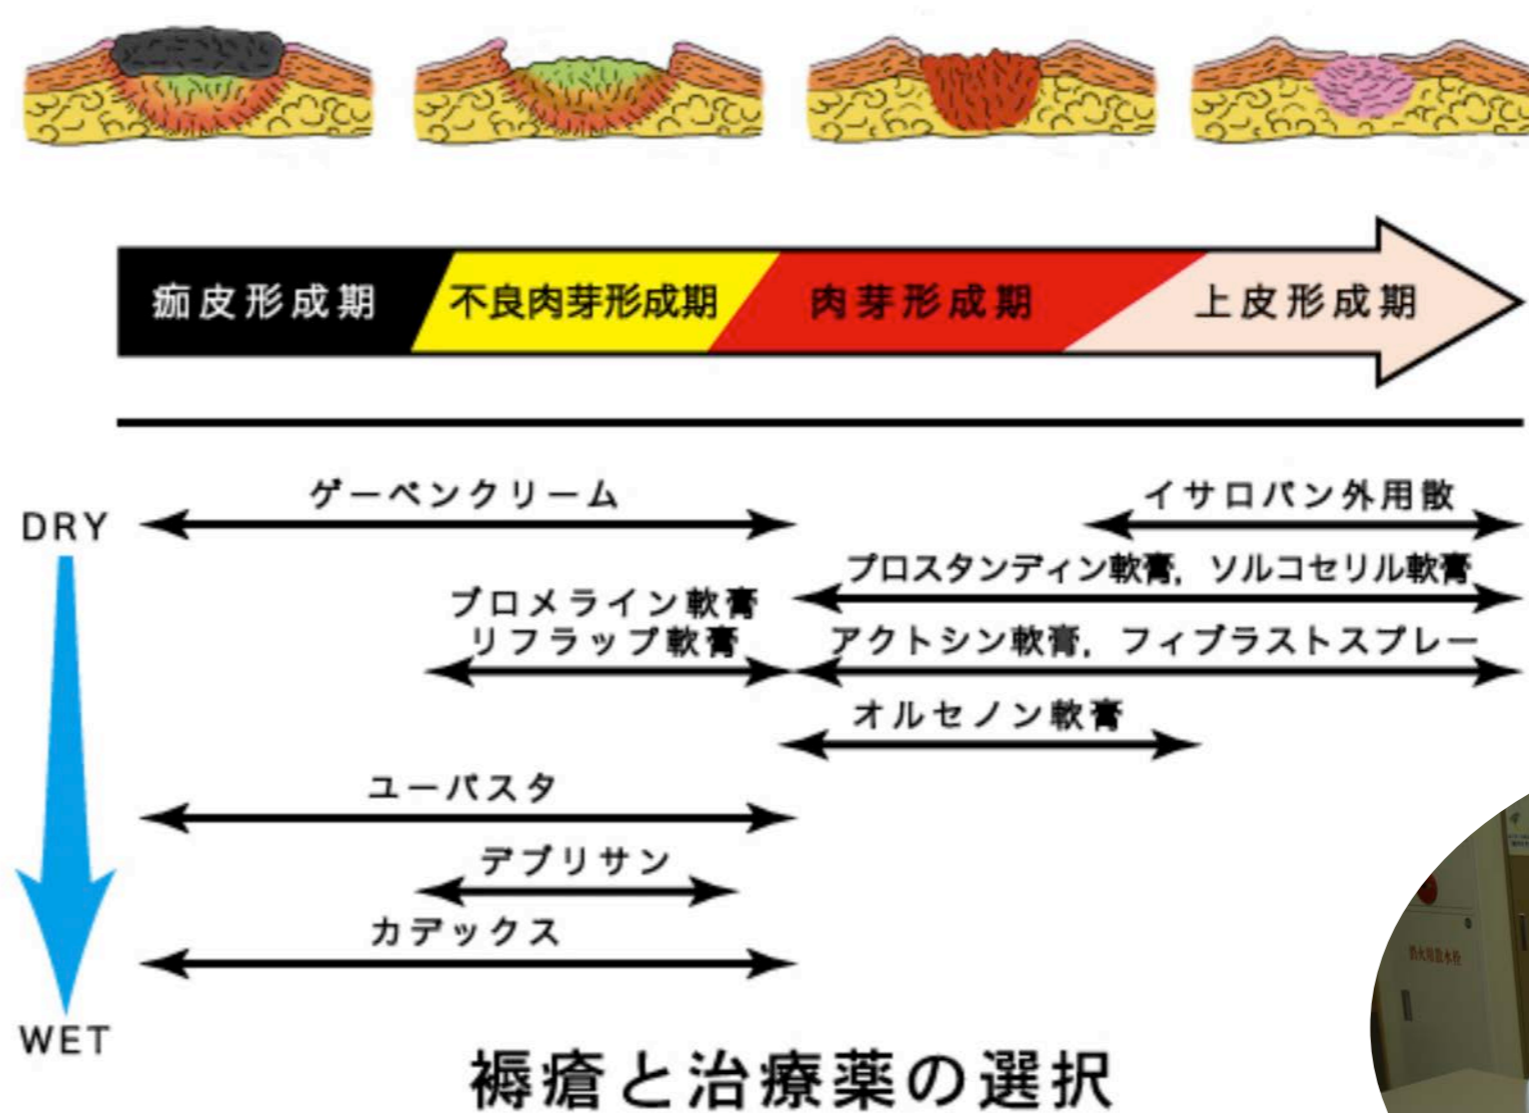 痂皮形成期 不良肉芽形成期 肉芽形成期 上皮形成期
ゲーベンクリーム
イサロパン外用散
DRY
プロスタンディン軟膏，ソルコセリル軟膏
ブロメライン軟膏
リフラップ軟膏
アクトシン軟膏，フィブラストスプレー
オルセノン軟膏
ユーパスタ
デブリサン
カデックス
WET
褥瘡と治療薬の選択